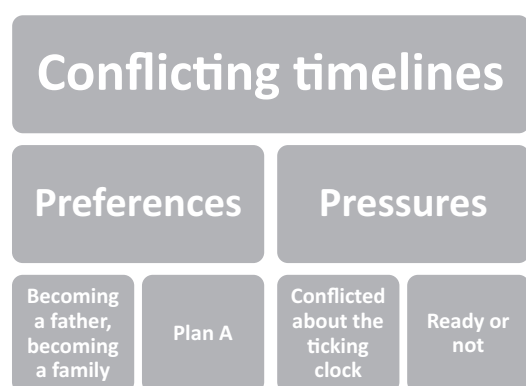 Conflicting timelines
Preferences
Pressures
Becoming
a father,
becoming
a family
Plan A
Conflicted
about the
ticking
clock
Ready or
not